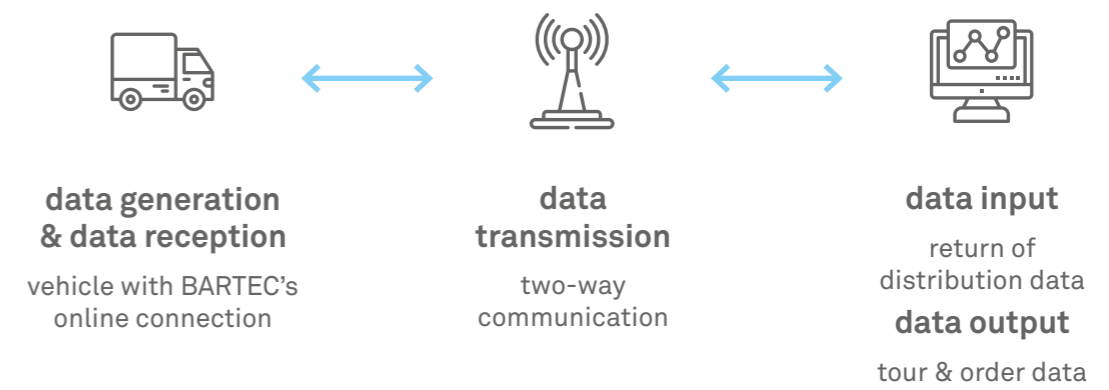 data generation
& data reception
vehicle with BARTEC's
online connection
data
transmission
two-way
communication
data input
return of
distribution data
data output
tour & order data